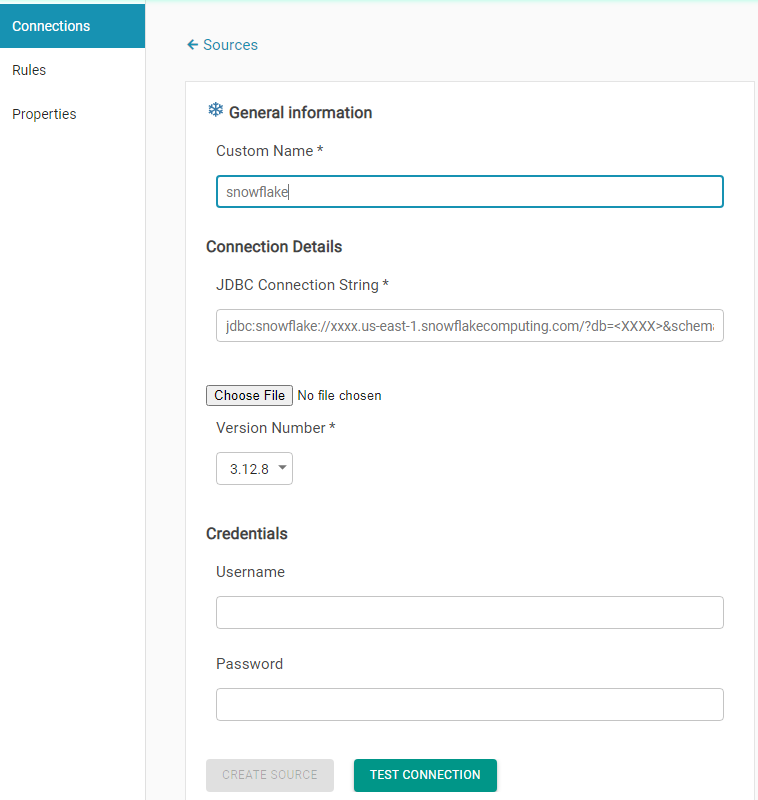 Connections
Rules
Properties
Sources
General information
Custom Name *
snowflake
Connection Details
JDBC Connection String *
jdbc:snowflake://xxxx.us-east-1.snowflakecomputing.com/?db=<XXXX>&schema
Choose File No file chosen
Version Number *
3.12.8
Credentials
Username
Password
CREATE SOURCE TEST CONNECTION